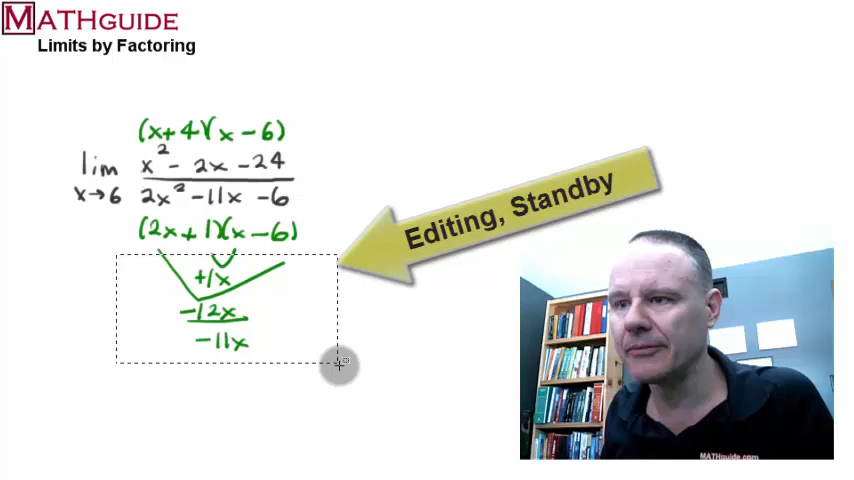 MATHGUIDE
Limits by Factoring
(x+4)(x-6)
lim x² - 2x - 24
x→6 2x² - 11x - 6
(2x+1)(x-6)
+1x
-12x
-11x
Editing, Standby
MATHguide.com